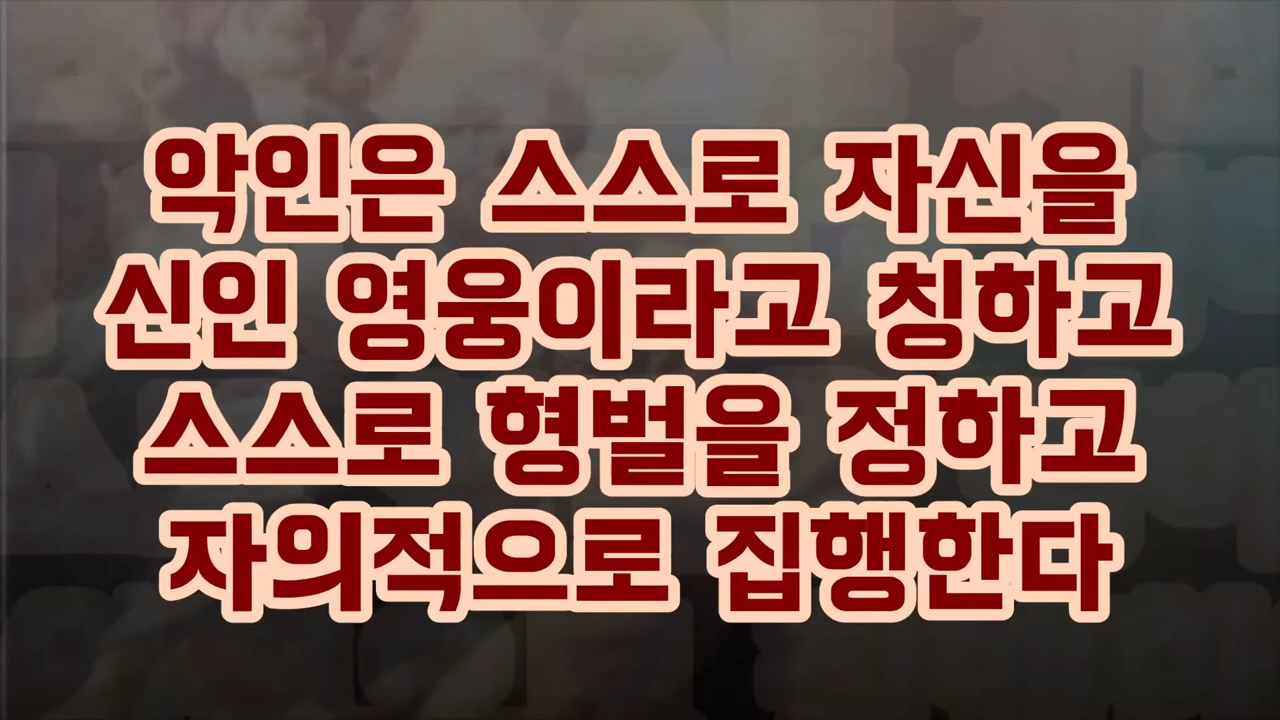 악인은 스스로 자신을
신인 영웅이라고 칭하고
스스로 형벌을 정하고
자의적으로 집행한다